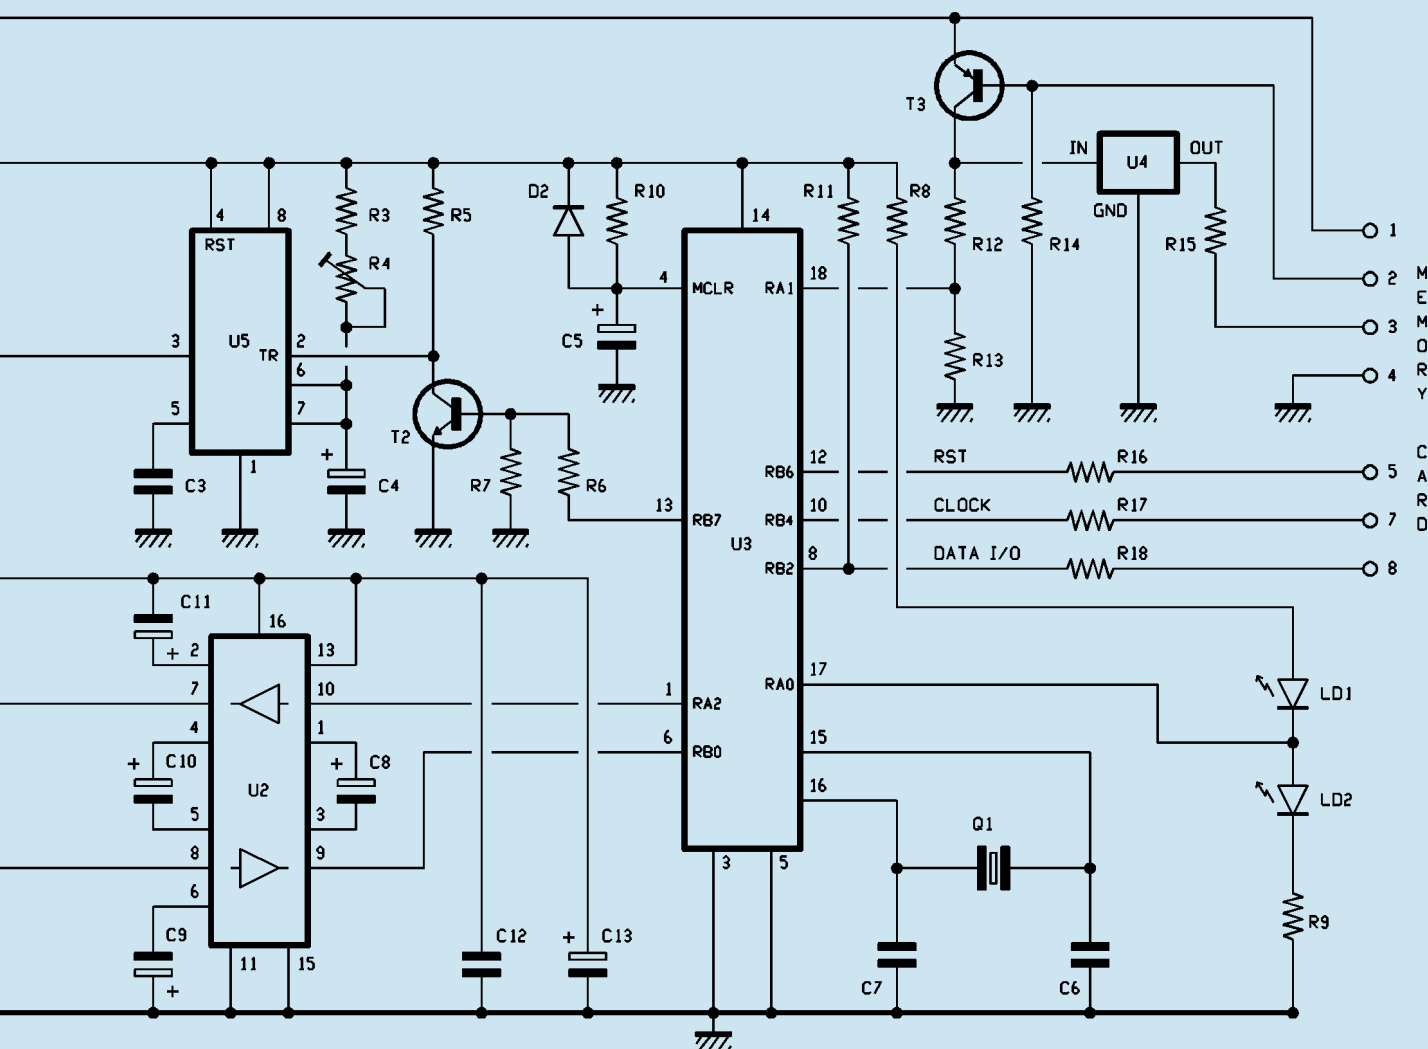 T3
IN
U4
OUT
GND
D2
R10
R11
R8
4
8
R3
R5
14
R12
R14
R15
1
RST
R4
4
MCLR
RA1
18
2
M
E
M
O
R
Y
3
U5
TR
3
2
C5
+
R13
6
4
5
7
T2
12
RST
R16
5
C
A
R
D
RB6
+
1
C3
C4
R7
R6
13
RB7
10
CLOCK
R17
7
RB4
U3
8
DATA I/O
R18
8
RB2
C11
16
+
2
13
17
RA0
7
10
1
RA2
LD1
4
1
6
RB0
15
+
C10
+
C8
U2
16
LD2
5
3
Q1
8
9
3
5
6
C9
C12
+
C13
R9
11
15
+
C7
C6